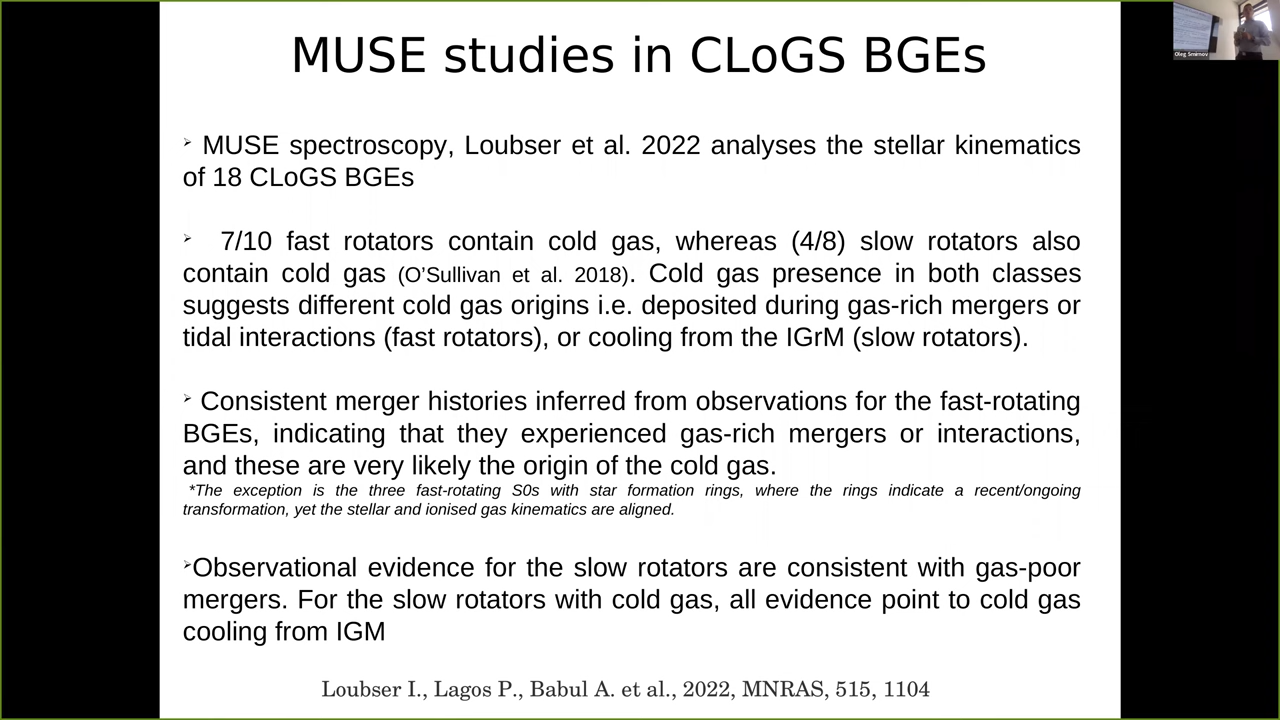 MUSE studies in CLoGS BGEs
Oleg Smirnov
➢ MUSE spectroscopy, Loubser et al. 2022 analyses the stellar kinematics
of 18 CLoGS BGEs
➢ 7/10 fast rotators contain cold gas, whereas (4/8) slow rotators also
contain cold gas (O'Sullivan et al. 2018). Cold gas presence in both classes
suggests different cold gas origins i.e. deposited during gas-rich mergers or
tidal interactions (fast rotators), or cooling from the IGrM (slow rotators).
➢ Consistent merger histories inferred from observations for the fast-rotating
BGEs, indicating that they experienced gas-rich mergers or interactions,
and these are very likely the origin of the cold gas.
*The exception is the three fast-rotating S0s with star formation rings, where the rings indicate a recent/ongoing
transformation, yet the stellar and ionised gas kinematics are aligned.
➢Observational evidence for the slow rotators are consistent with gas-poor
mergers. For the slow rotators with cold gas, all evidence point to cold gas
cooling from IGM
Loubser I., Lagos P., Babul A. et al., 2022, MNRAS, 515, 1104